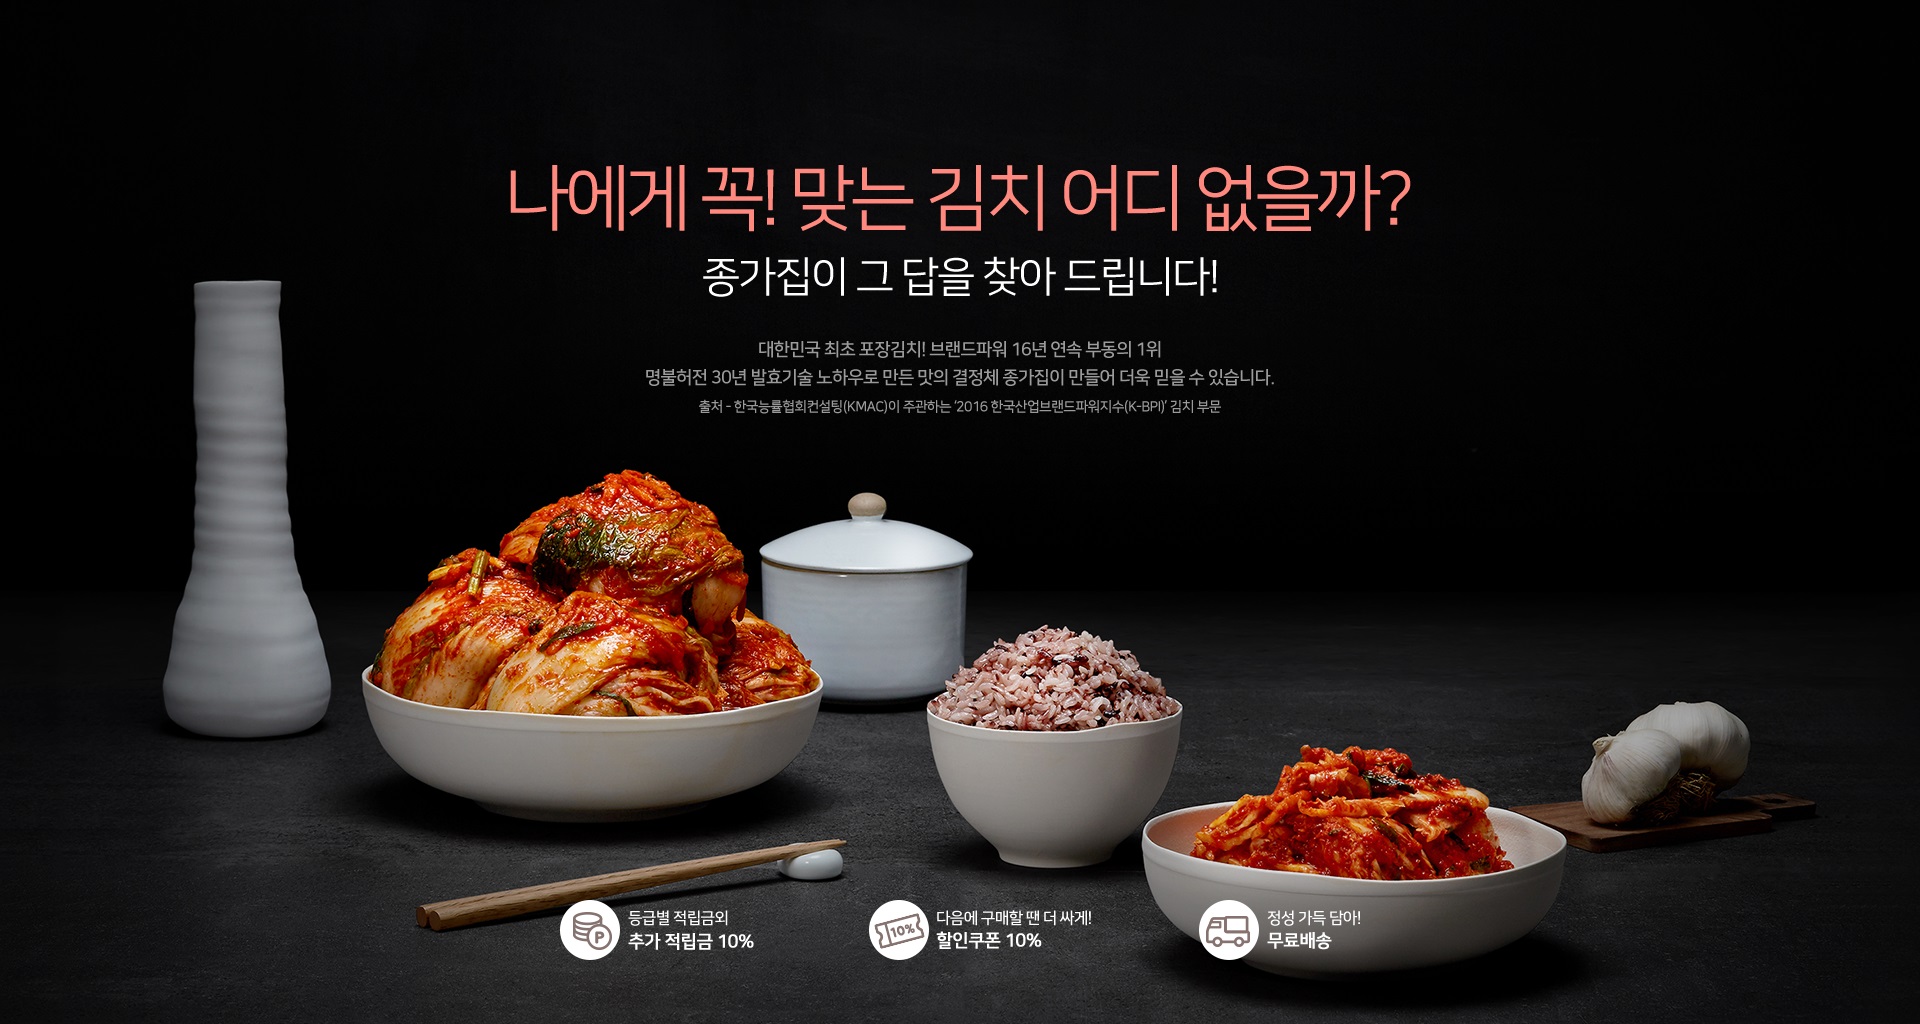 나에게 꼭! 맞는 김치 어디 없을까?
종가집이 그 답을 찾아 드립니다!
대한민국 최초 포장김치! 브랜드파워 16년 연속 부동의 1위
명불허전 30년 발효기술 노하우로 만든 맛의 결정체 종가집이 만들어 더욱 믿을 수 있습니다.
출처 - 한국능률협회컨설팅(KMAC)이 주관하는 ‘2016 한국산업브랜드파워지수(K-BPI)’ 김치 부문
P
등급별 적립금외
추가 적립금 10%
10%
다음에 구매할 땐 더 싸게!
할인쿠폰 10%
정성 가득 담아!
무료배송